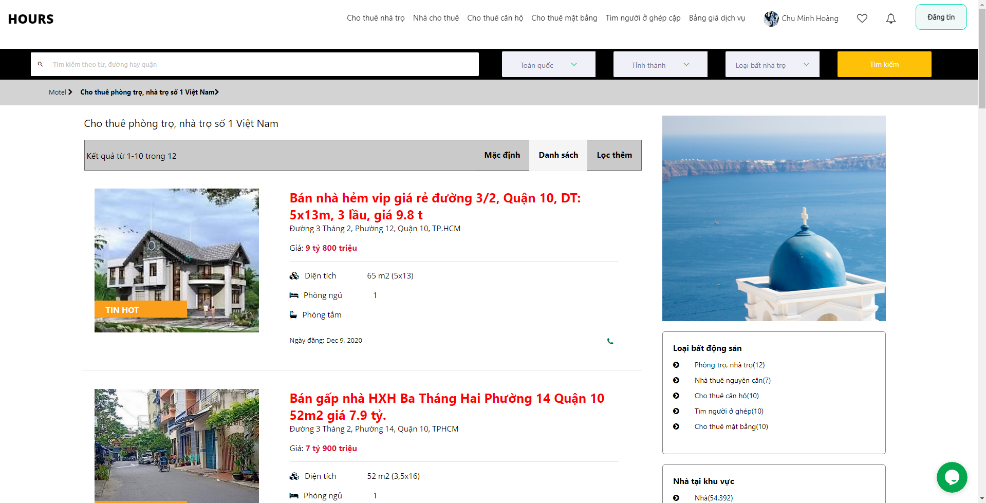 HOURS
Cho thuê nhà trọ Nhà cho thuê Cho thuê căn hộ Cho thuê mặt bằng Tìm người ở ghép cập Bảng giá dịch vụ Chu Minh Hoàng Đăng tin
Tìm kiếm theo từ, đường hay quận Toàn quốc Tỉnh thành Loại bất nhà trọ Tìm kiếm
Motel Cho thuê phòng trọ, nhà trọ số 1 Việt Nam
Cho thuê phòng trọ, nhà trọ số 1 Việt Nam
Kết quả từ 1-10 trong 12 Mặc định Danh sách Lọc thêm
Bán nhà hẻm vip giá rẻ đường 3/2, Quận 10, DT:
5x13m, 3 lầu, giá 9.8 t
Đường 3 Tháng 2, Phường 12, Quận 10, TP.HCM
Giá: 9 tỷ 800 triệu
Diện tích 65 m2 (5x13)
Phòng ngủ 1
TIN HOT
Phòng tắm
Ngày đăng: Dec 9, 2020
Bán gấp nhà HXH Ba Tháng Hai Phường 14 Quận 10
52m2 giá 7.9 tỷ.
Đường 3 Tháng 2, Phường 14, Quận 10, TPHCM
Giá: 7 tỷ 900 triệu
Diện tích 52 m2 (3,5x16)
Phòng ngủ 1
Loại bất động sản
Phòng trọ, nhà trọ(12)
Nhà thuê nguyên căn(7)
Cho thuê căn hộ(10)
Tìm người ở ghép(10)
Cho thuê mặt bằng(10)
Nhà tại khu vực
Nhà(54.392)